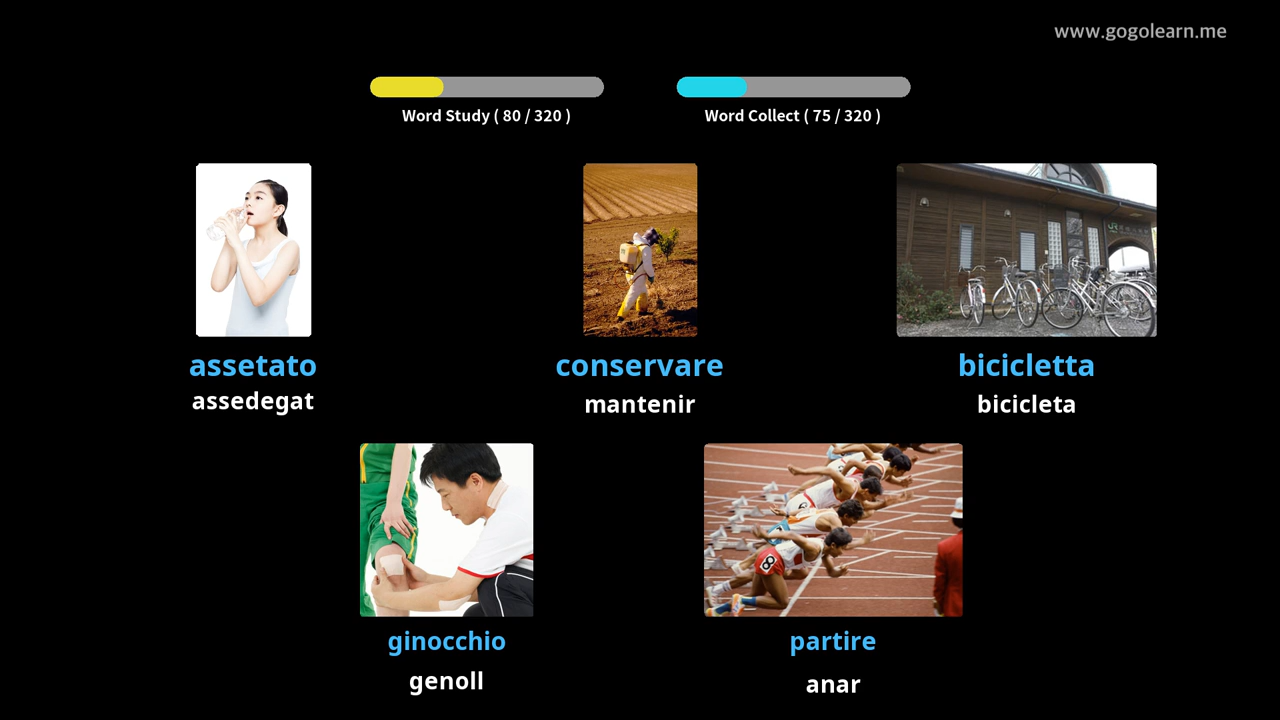 www.gogolearn.me
Word Study ( 80 / 320 )
Word Collect ( 75 / 320 )
assetato
assedegat
conservare
mantenir
bicicletta
bicicleta
ginocchio
genoll
partire
anar